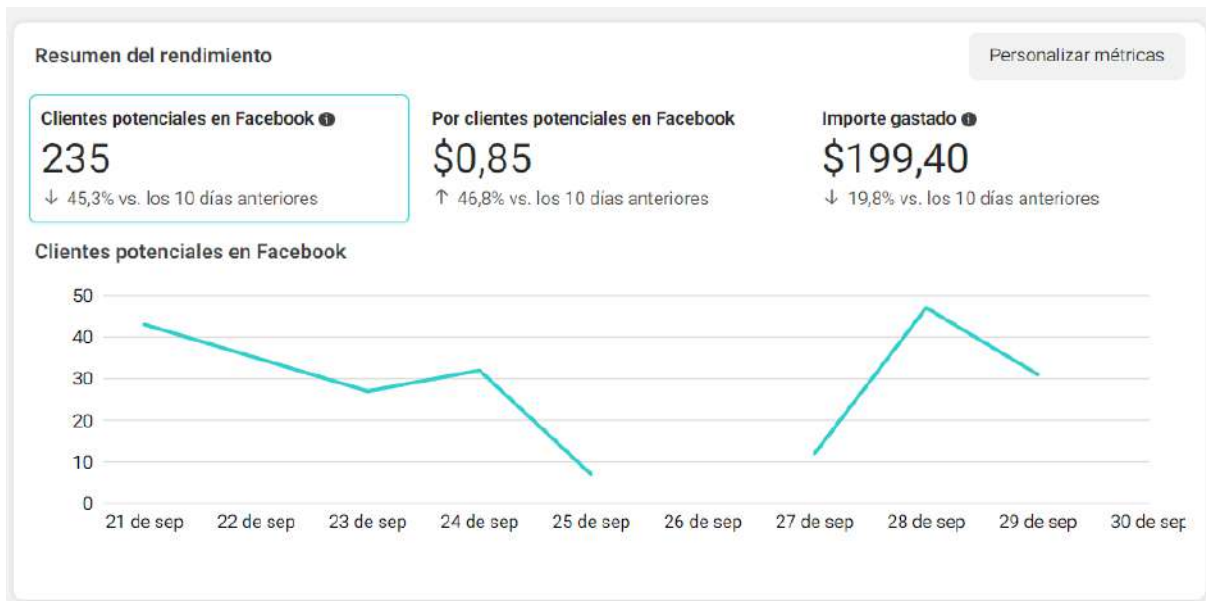 Resumen del rendimiento
Personalizar métricas
Clientes potenciales en Facebook
235
↓ 45,3% vs. los 10 días anteriores
Por clientes potenciales en Facebook
$0,85
↑ 46,8% vs. los 10 días anteriores
Importe gastado
$199,40
↓ 19,8% vs. los 10 días anteriores
Clientes potenciales en Facebook
50
40
30
20
10
0
21 de sep 22 de sep 23 de sep 24 de sep 25 de sep 26 de sep 27 de sep 28 de sep 29 de sep 30 de sep